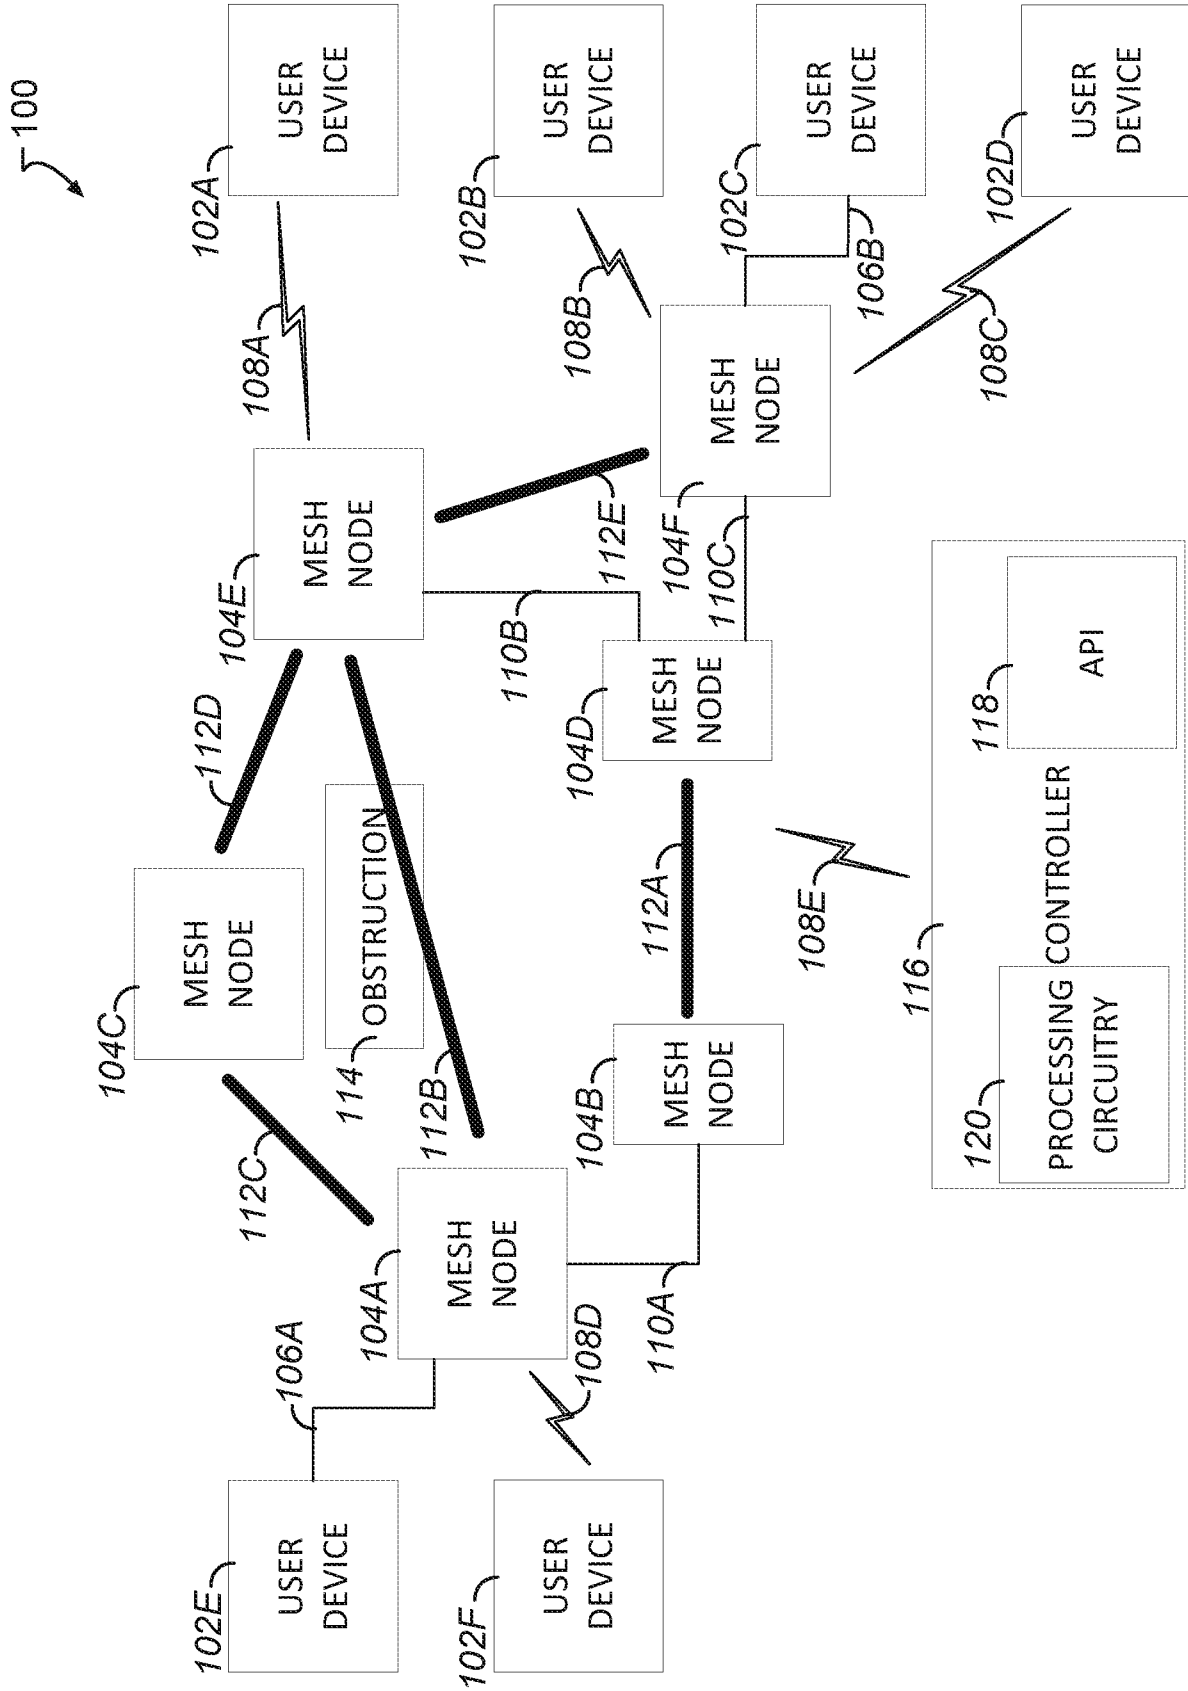 100
104C
112C
MESH
NODE
112D
102E
102A
104E
108A
106A
USER
DEVICE
MESH
NODE
USER
DEVICE
114
OBSTRUCTION
104A
112B
MESH
NODE
102F
102B
110B
USER
DEVICE
108D
104B
104D
108B
USER
DEVICE
112E
110A
MESH
NODE
112A
MESH
NODE
104F
110C
MESH
NODE
102C
USER
DEVICE
108E
106B
116
120
118
108C
102D
PROCESSING
CIRCUITRY
CONTROLLER
API
USER
DEVICE